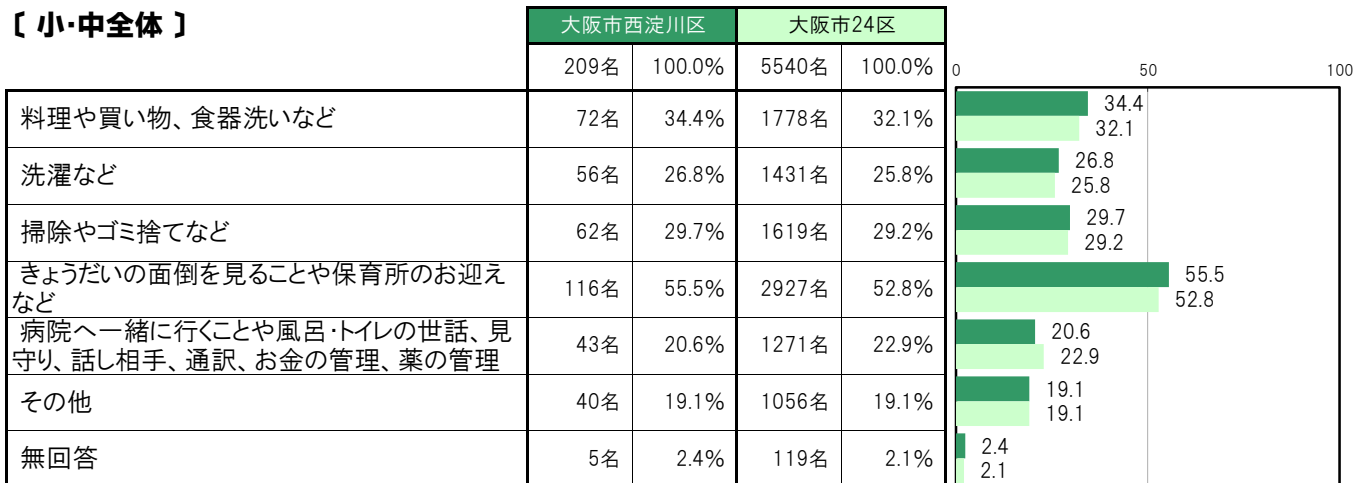 〔 小・中全体 〕
大阪市西淀川区 大阪市24区
209名 100.0% 5540名 100.0%
0 50 100
料理や買い物、食器洗いなど 72名 34.4% 1778名 32.1%
34.4
32.1
洗濯など 56名 26.8% 1431名 25.8%
26.8
25.8
掃除やゴミ捨てなど 62名 29.7% 1619名 29.2%
29.7
29.2
きょうだいの面倒を見ることや保育所のお迎え
など
116名 55.5% 2927名 52.8%
55.5
52.8
病院へ一緒に行くことや風呂・トイレの世話、見
守り、話し相手、通訳、お金の管理、薬の管理
43名 20.6% 1271名 22.9%
20.6
22.9
その他 40名 19.1% 1056名 19.1%
19.1
19.1
無回答 5名 2.4% 119名 2.1%
2.4
2.1